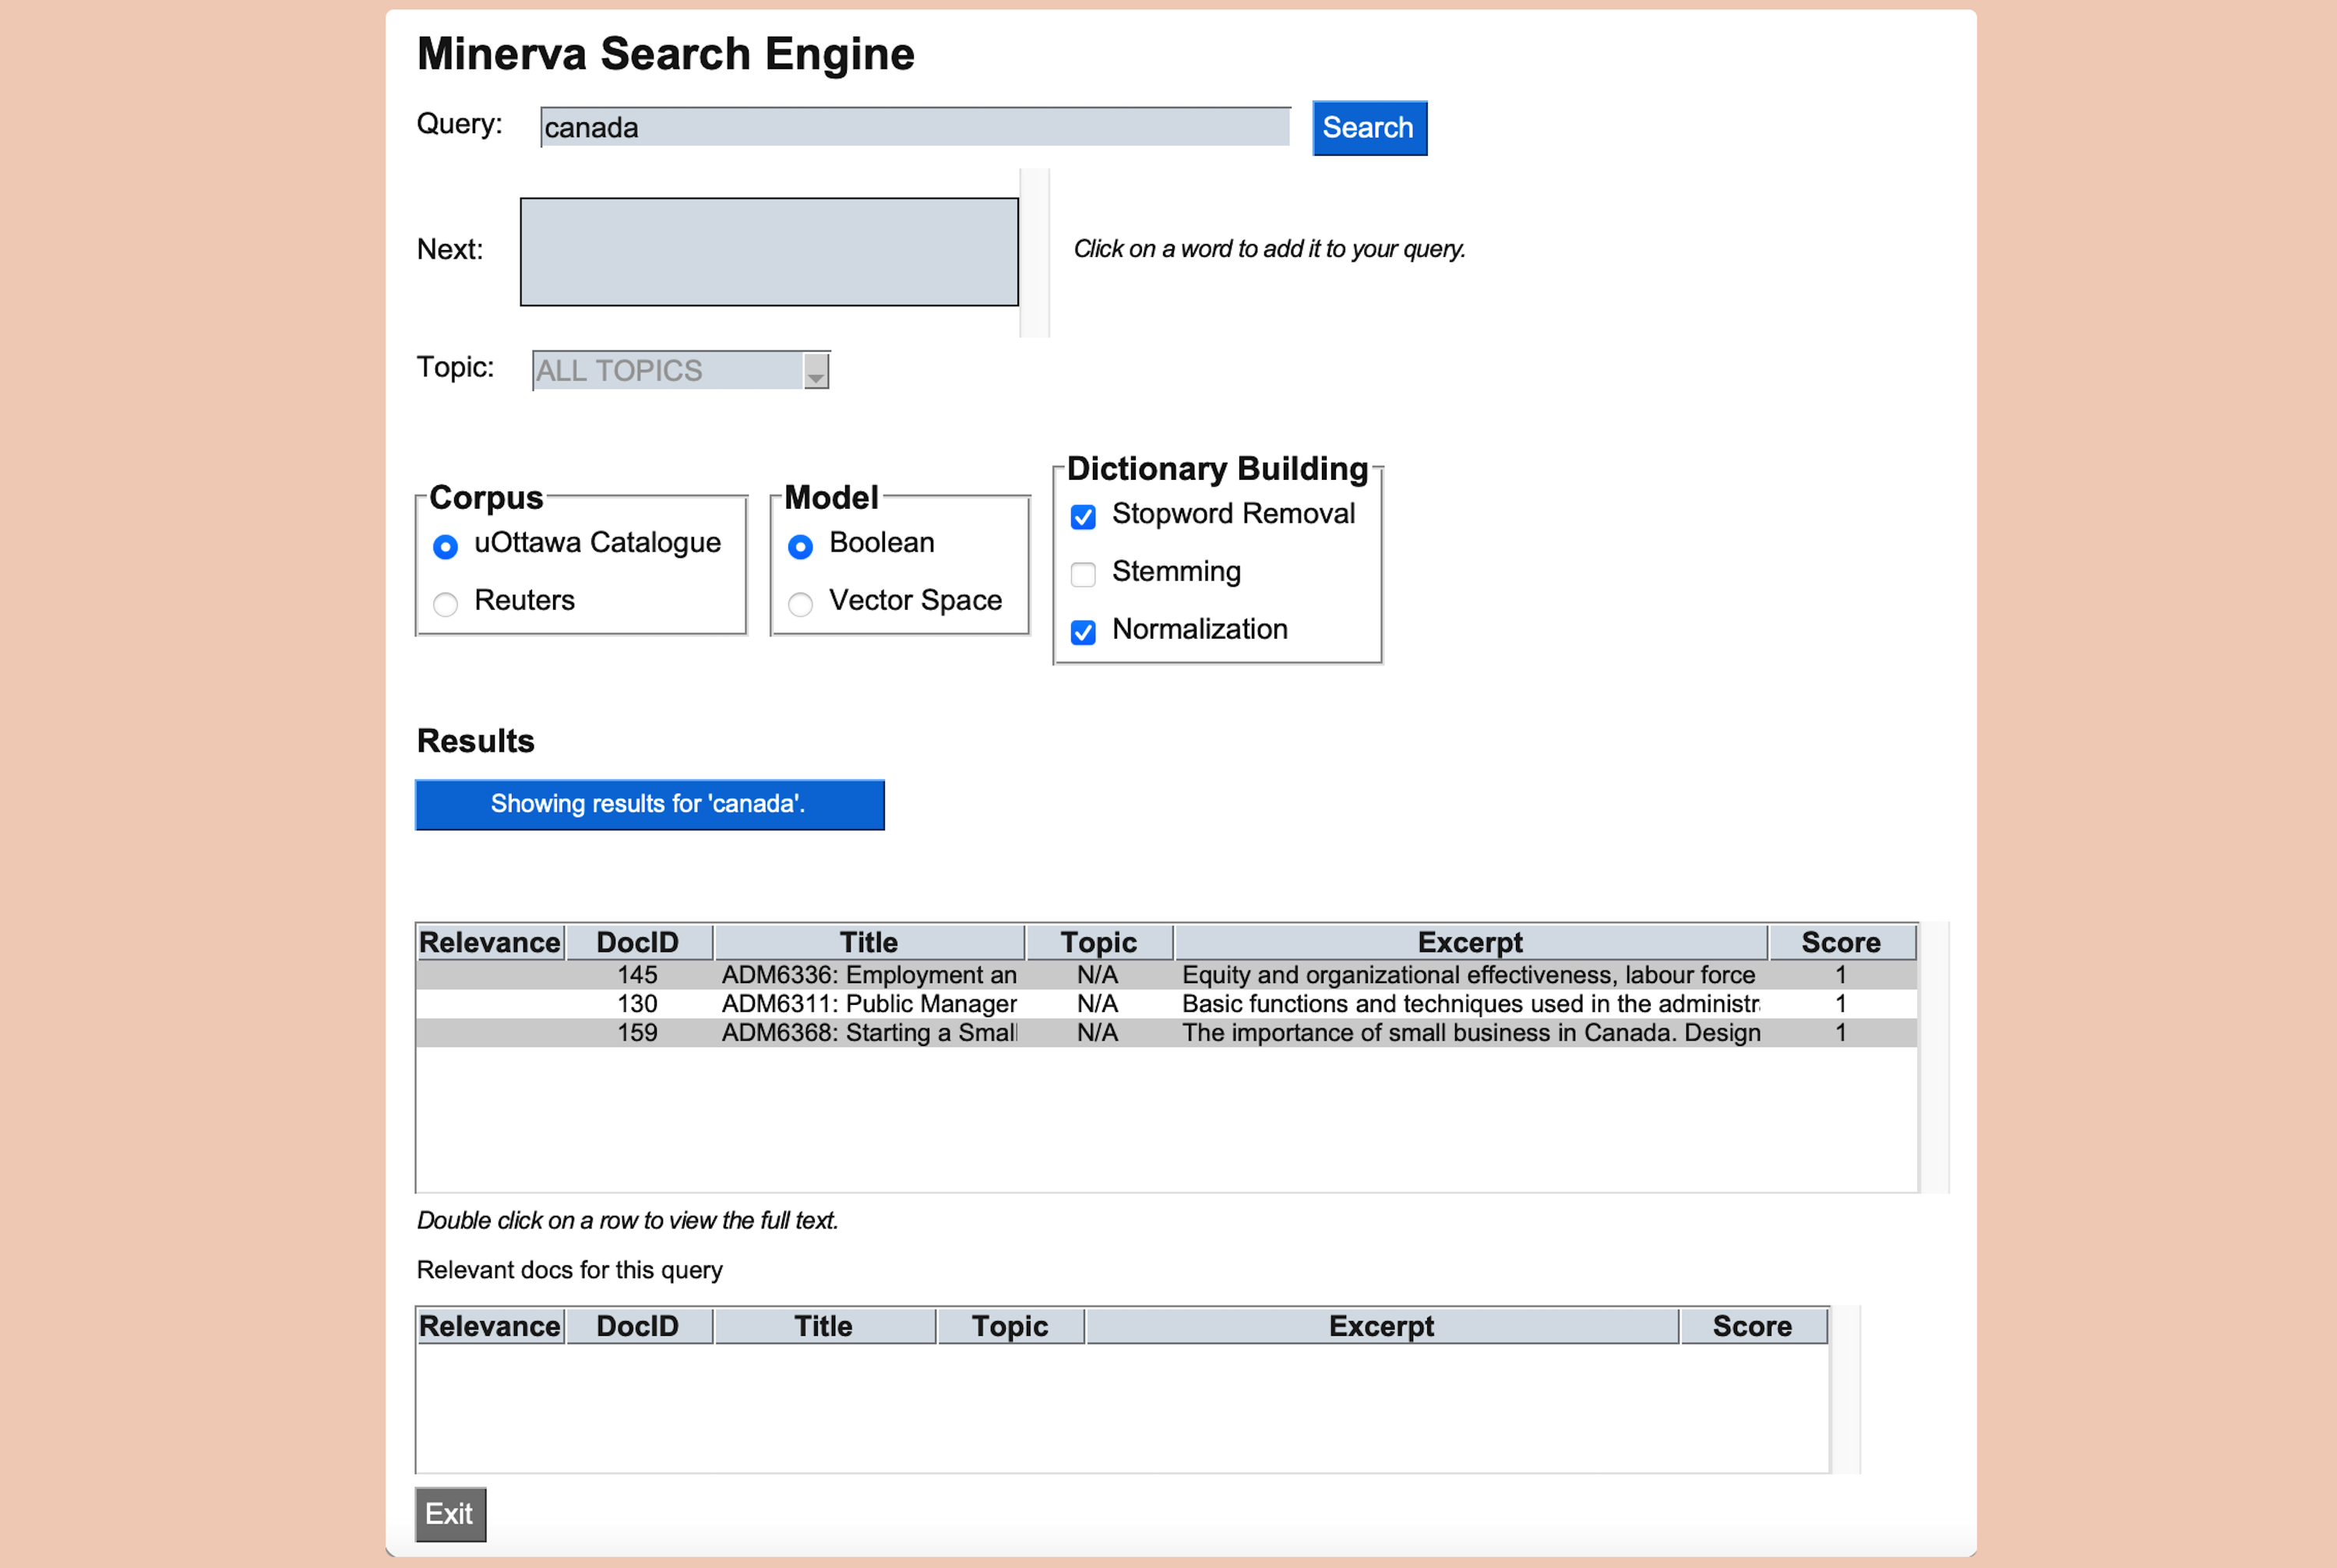 Minerva Search Engine
Query: canada Search
Next: Click on a word to add it to your query.
Topic: ALL TOPICS
Corpus
uOttawa Catalogue
Reuters
Model
Boolean
Vector Space
Dictionary Building
Stopword Removal
Stemming
Normalization
Results
Showing results for 'canada'.
Relevance DocID Title Topic Excerpt Score
145 ADM6336: Employment an N/A Equity and organizational effectiveness, labour force 1
130 ADM6311: Public Manager N/A Basic functions and techniques used in the administr 1
159 ADM6368: Starting a Small N/A The importance of small business in Canada. Design 1
Double click on a row to view the full text.
Relevant docs for this query
Relevance DocID Title Topic Excerpt Score
Exit